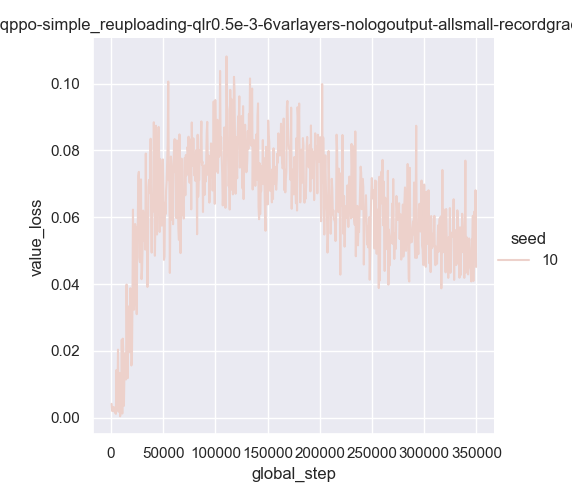 qppo-simple_reuploading-qlr0.5e-3-6varlayers-nologoutput-allsmall-recordgrad
value_loss
0.10
0.08
0.06
0.04
0.02
0.00
0 50000 100000 150000 200000 250000 300000 350000
global_step
seed
10